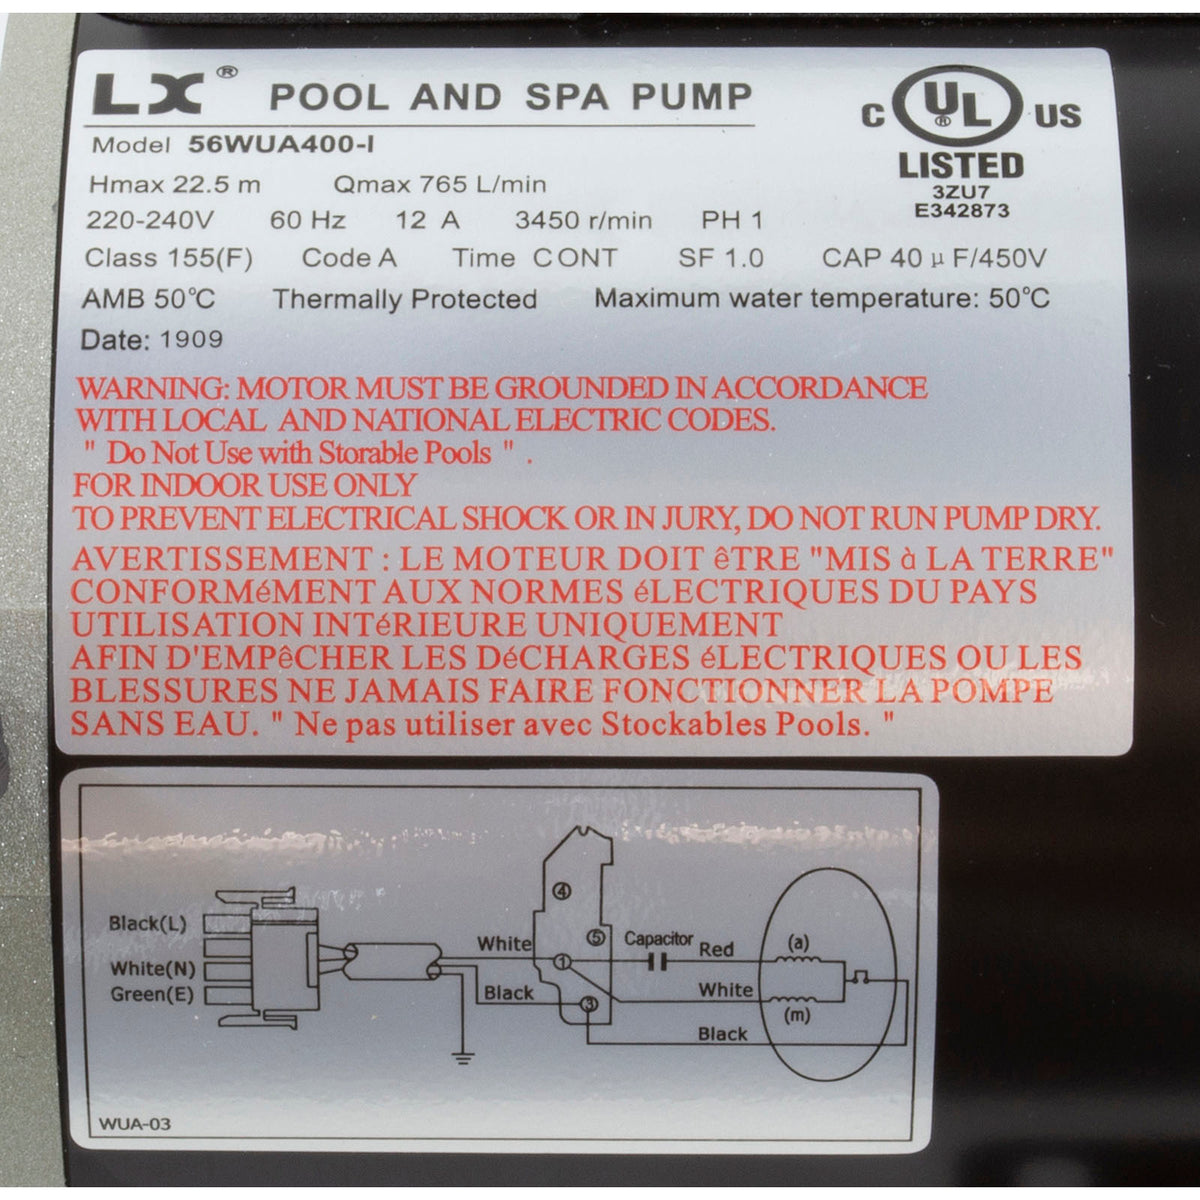 LX® POOL AND SPA PUMP
Model 56WUA400-I
Hmax 22.5 m Qmax 765 L/min
220-240V 60 Hz 12 A 3450 r/min PH 1
Class 155(F) Code A Time CONT SF 1.0 CAP 40 μ F/450V
AMB 50℃ Thermally Protected Maximum water temperature: 50℃
Date: 1909
C UL® US
LISTED
3ZU7
E342873
WARNING: MOTOR MUST BE GROUNDED IN ACCORDANCE
WITH LOCAL AND NATIONAL ELECTRIC CODES.
" Do Not Use with Storable Pools " .
FOR INDOOR USE ONLY
TO PREVENT ELECTRICAL SHOCK OR IN JURY, DO NOT RUN PUMP DRY.
AVERTISSEMENT : LE MOTEUR DOIT êTRE "MIS à LA TERRE"
CONFORMéMENT AUX NORMES éLECTRIQUES DU PAYS
UTILISATION INTéRIEURE UNIQUEMENT
AFIN D'EMPêCHER LES DéCHARGES éLECTRIQUES OU LES
BLESSURES NE JAMAIS FAIRE FONCTIONNER LA POMPE
SANS EAU. " Ne pas utiliser avec Stockables Pools. "
Black(L)
White(N)
Green(E)
White
Black
4
5
1
3
Capacitor
Red
White
Black
(a)
(m)
WUA-03